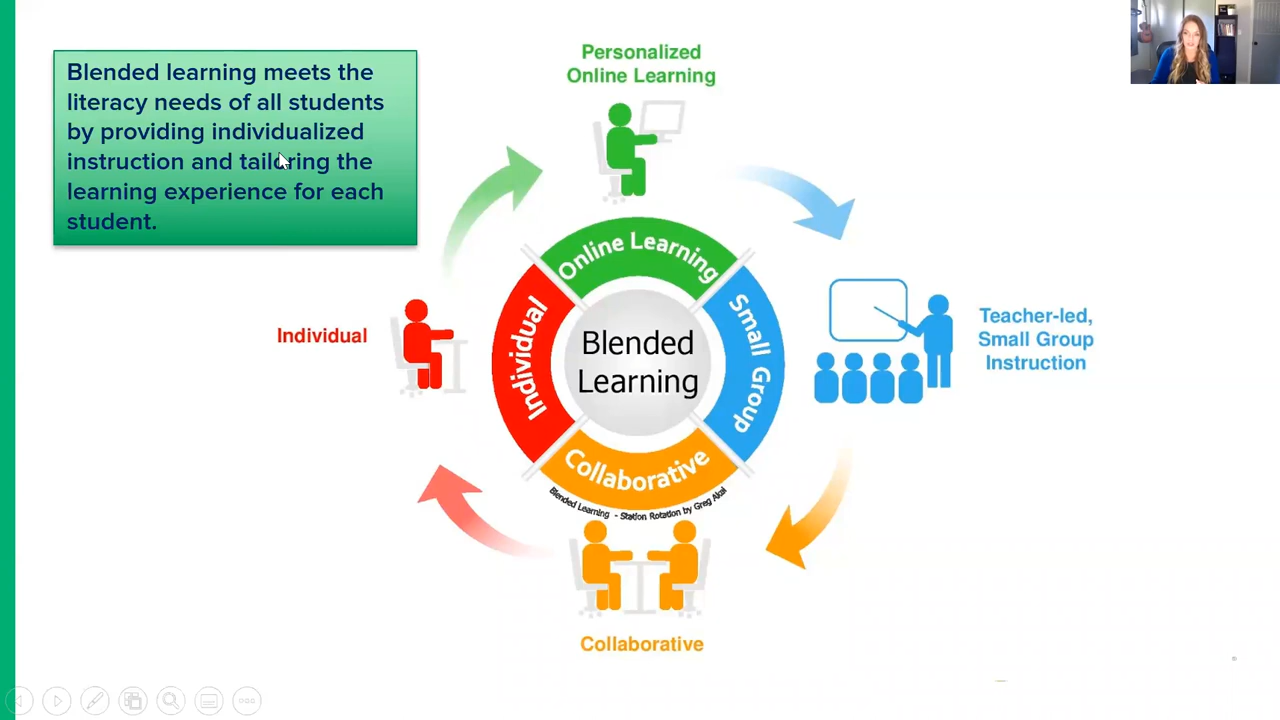 Blended learning meets the
literacy needs of all students
by providing individualized
instruction and tailoring the
learning experience for each
student.
Personalized
Online Learning
Online Learning
Small Group
Collaborative
Individual
Blended
Learning
Individual
Teacher-led,
Small Group
Instruction
Blended Learning - Station Rotation by Greg Akai
Collaborative